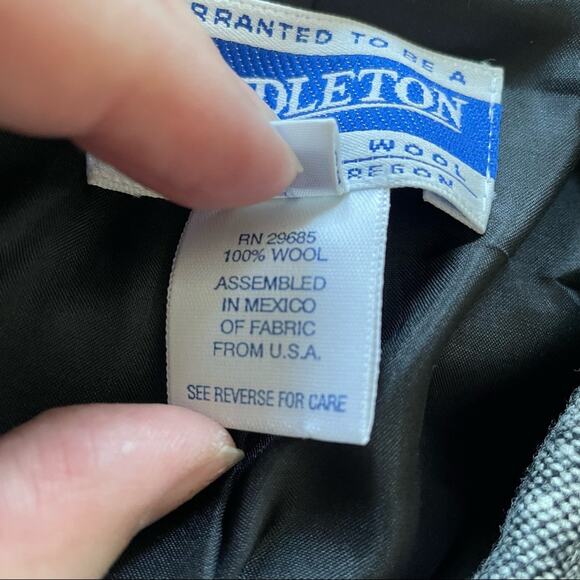 RRANTED TO BE A
DLETON
WOOL
REGON
RN 29685
100% WOOL
ASSEMBLED
IN MEXICO
OF FABRIC
FROM U.S.A.
SEE REVERSE FOR CARE